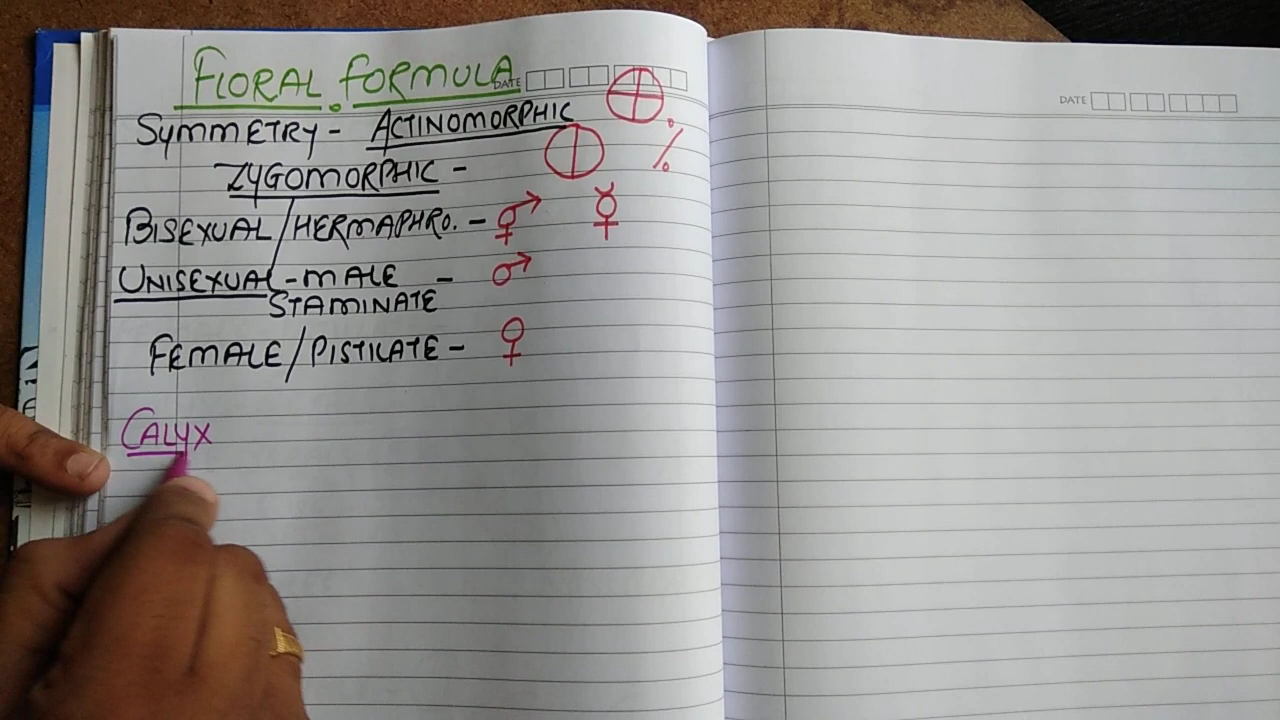 FLORAL FORMULA
DATE
SYMMETRY - ACTINOMORPHIC ⊕.
ZYGOMORPHIC - ⦶ %
BISEXUAL/HERMAPHRO. - ⚥ ☿
UNISEXUAL - MALE - ♂
STAMINATE
FEMALE/PISTILATE - ♀
CALYX
DATE